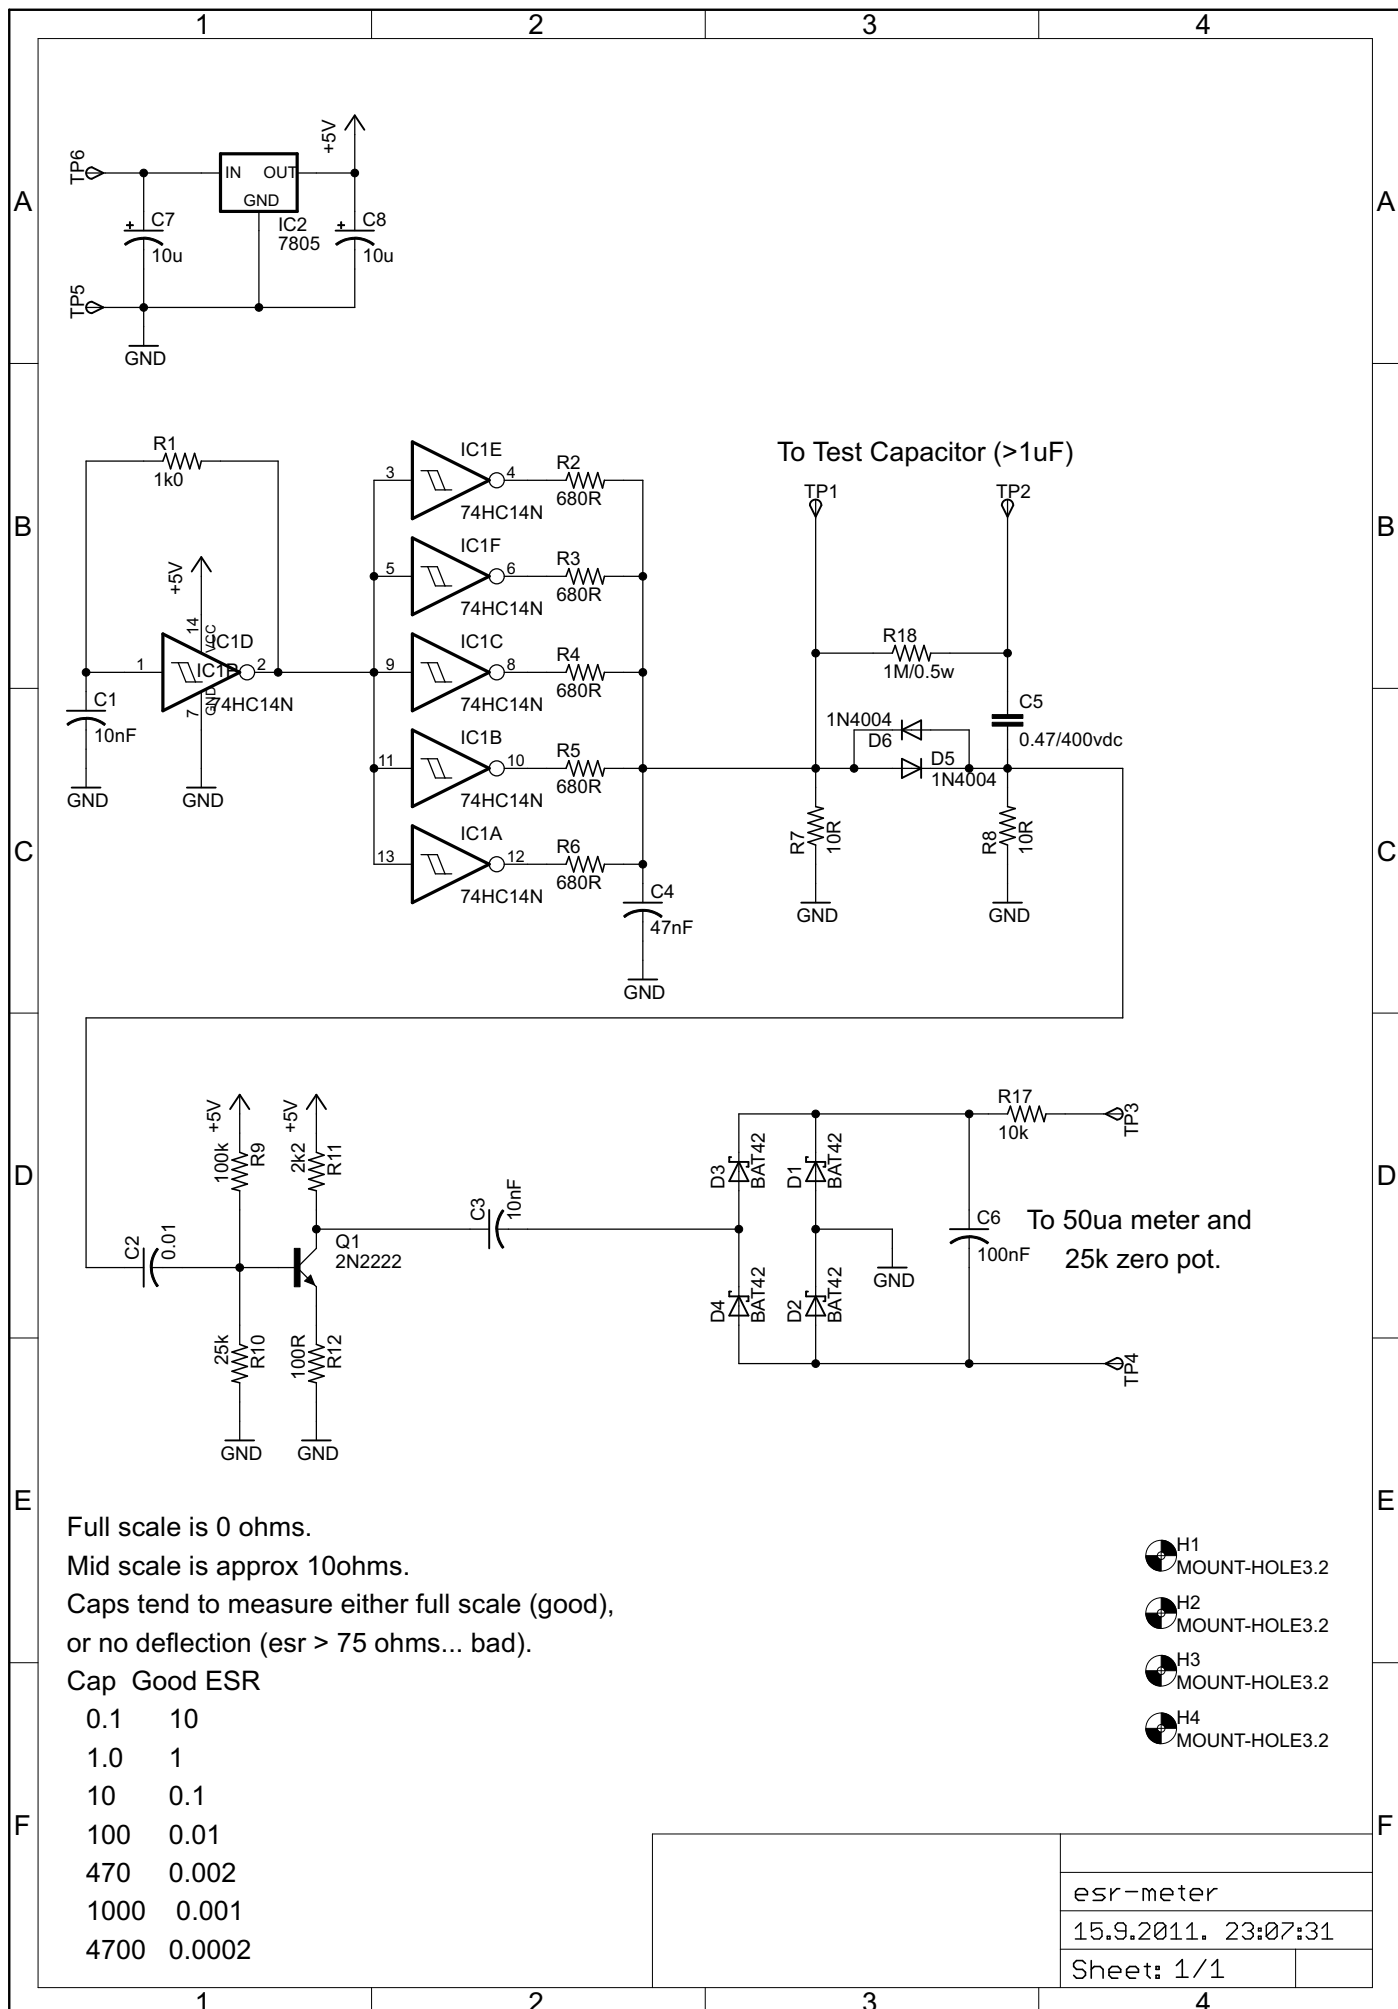 1 2 3 4
A A
+5V
TP6
IN OUT
GND
IC2
7805
C7
10u
C8
10u
TP5
GND
B B
R1
1k0
+5V
14
VCC
IC1D
IC1P
1 2
74HC14N
7
GND
C1
10nF
GND GND
IC1E
3 4
74HC14N
R2
680R
IC1F
5 6
74HC14N
R3
680R
IC1C
9 8
74HC14N
R4
680R
IC1B
11 10
74HC14N
R5
680R
IC1A
13 12
74HC14N
R6
680R
C4
47nF
GND
To Test Capacitor (>1uF)
TP1 TP2
R18
1M/0.5w
C5
0.47/400vdc
1N4004
D6
D5
1N4004
R7
10R
R8
10R
GND GND
C C
D D
+5V +5V
100k
R9
2k2
R11
C2
0.01
Q1
2N2222
25k
R10
100R
R12
GND GND
C3
10nF
D3
BAT42
D1
BAT42
D4
BAT42
D2
BAT42
GND
C6
100nF
R17
10k
TP3
To 50ua meter and
25k zero pot.
TP4
E E
Full scale is 0 ohms.
Mid scale is approx 10ohms.
Caps tend to measure either full scale (good),
or no deflection (esr > 75 ohms... bad).
Cap Good ESR
0.1 10
1.0 1
10 0.1
100 0.01
470 0.002
1000 0.001
4700 0.0002
H1
MOUNT-HOLE3.2
H2
MOUNT-HOLE3.2
H3
MOUNT-HOLE3.2
H4
MOUNT-HOLE3.2
F F
esr-meter
15.9.2011. 23:07:31
Sheet: 1/1
1 2 3 4